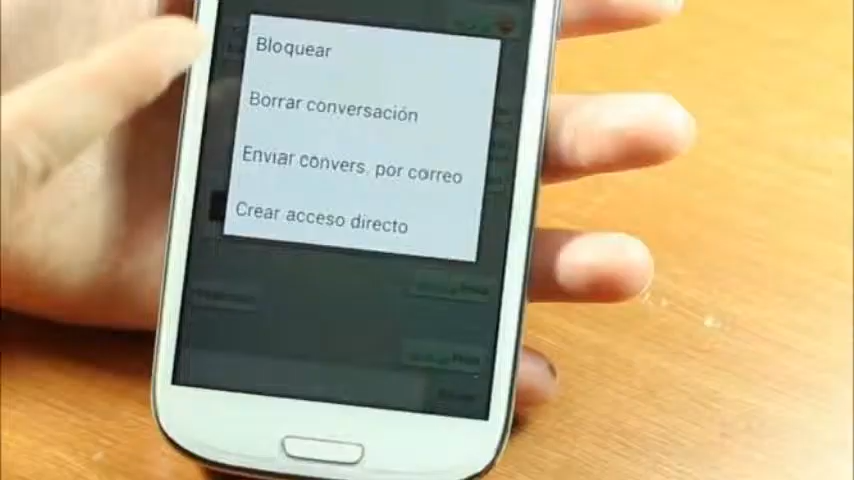 Bloquear
Borrar conversación
Enviar convers. por correo
Crear acceso directo